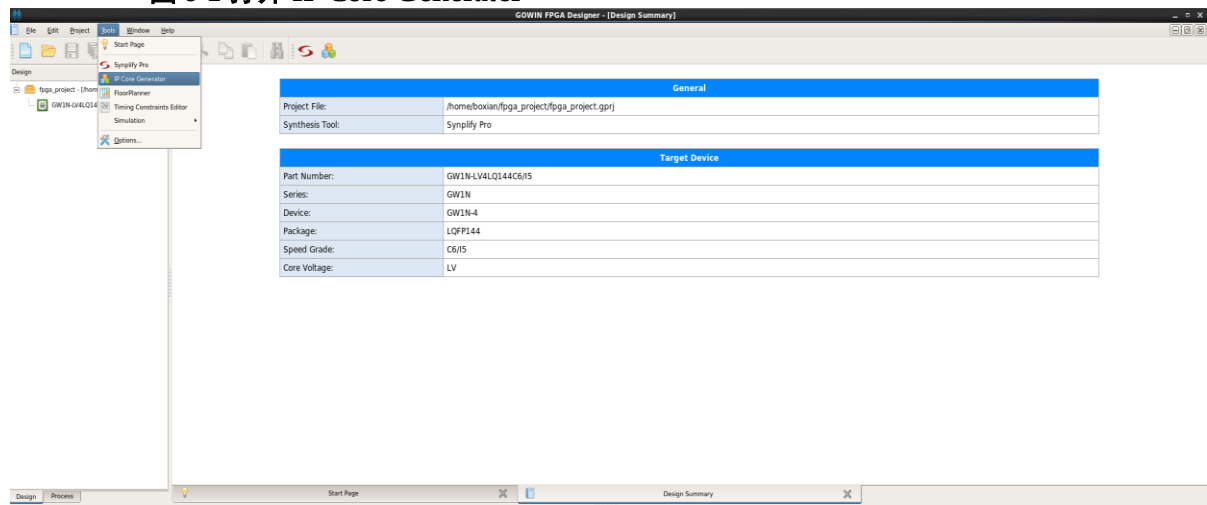 GOWIN FPGA Designer - [Design Summary]
File Edit Project Tools Window Help
Start Page
Synplify Pro
IP Core Generator
FloorPlanner
Timing Constraints Editor
Simulation
Options...
Design
fpga_project - [/hom
GW1N-LV4LQ14
General
Project File: /home/boxian/fpga_project/fpga_project.gprj
Synthesis Tool: Synplify Pro
Target Device
Part Number: GW1N-LV4LQ144C6/I5
Series: GW1N
Device: GW1N-4
Package: LQFP144
Speed Grade: C6/I5
Core Voltage: LV
Design Process
Start Page Design Summary